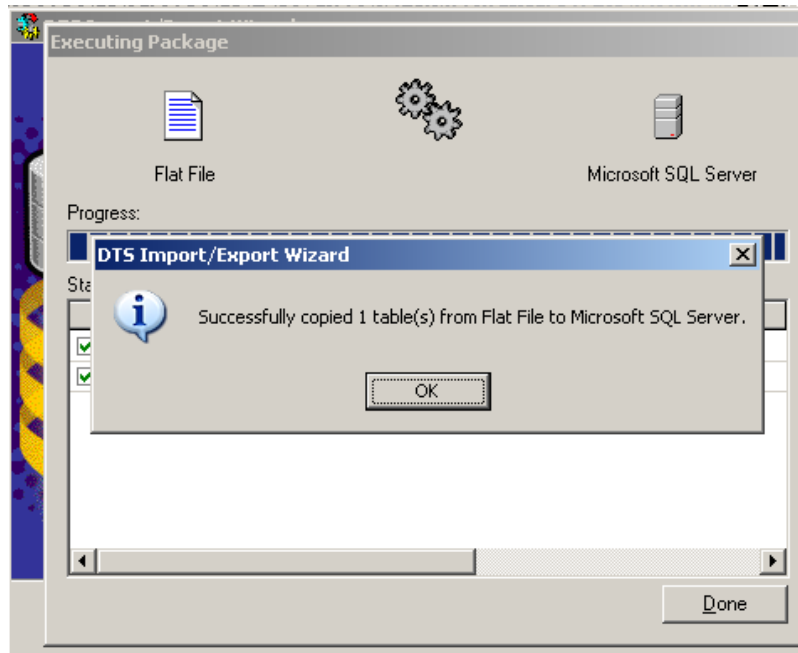 Executing Package
Flat File
Microsoft SQL Server
Progress:
DTS Import/Export Wizard
Sta
Successfully copied 1 table(s) from Flat File to Microsoft SQL Server.
OK
Done